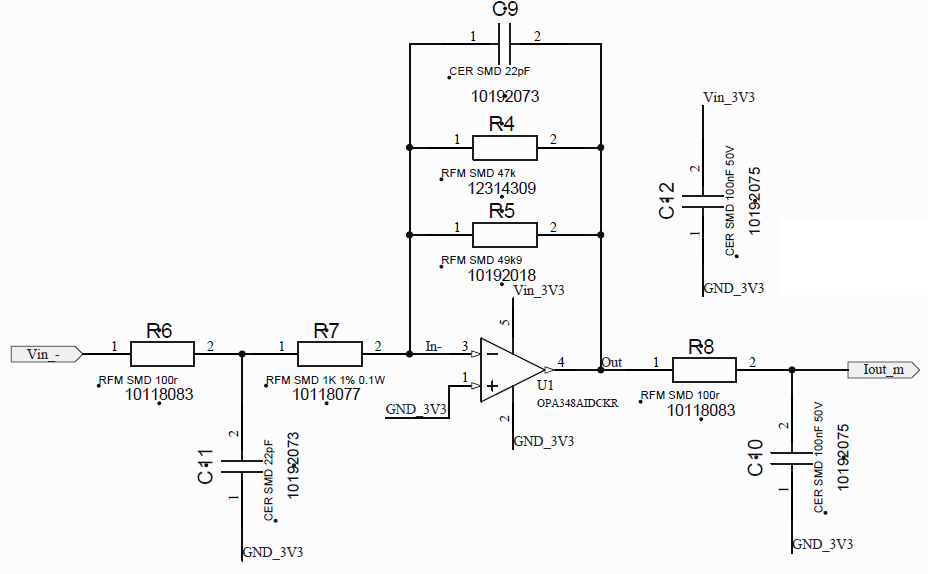 C9
1 2
CER SMD 22pF
10192073
R4
1 2
RFM SMD 47k
12314309
R5
1 2
RFM SMD 49k9
10192018
Vin_3V3
5
Vin_3V3
2
C12
1
CER SMD 100nF 50V
10192075
GND_3V3
Vin_-
R6
1 2
RFM SMD 100r
10118083
R7
1 2
RFM SMD 1K 1% 0.1W
10118077
In-
3
1
4
Out
U1
OPA348AIDCKR
GND_3V3
2
GND_3V3
R8
1 2
RFM SMD 100r
10118083
Iout_m
2
C11
1
CER SMD 22pF
10192073
GND_3V3
2
C10
1
CER SMD 100nF 50V
10192075
GND_3V3